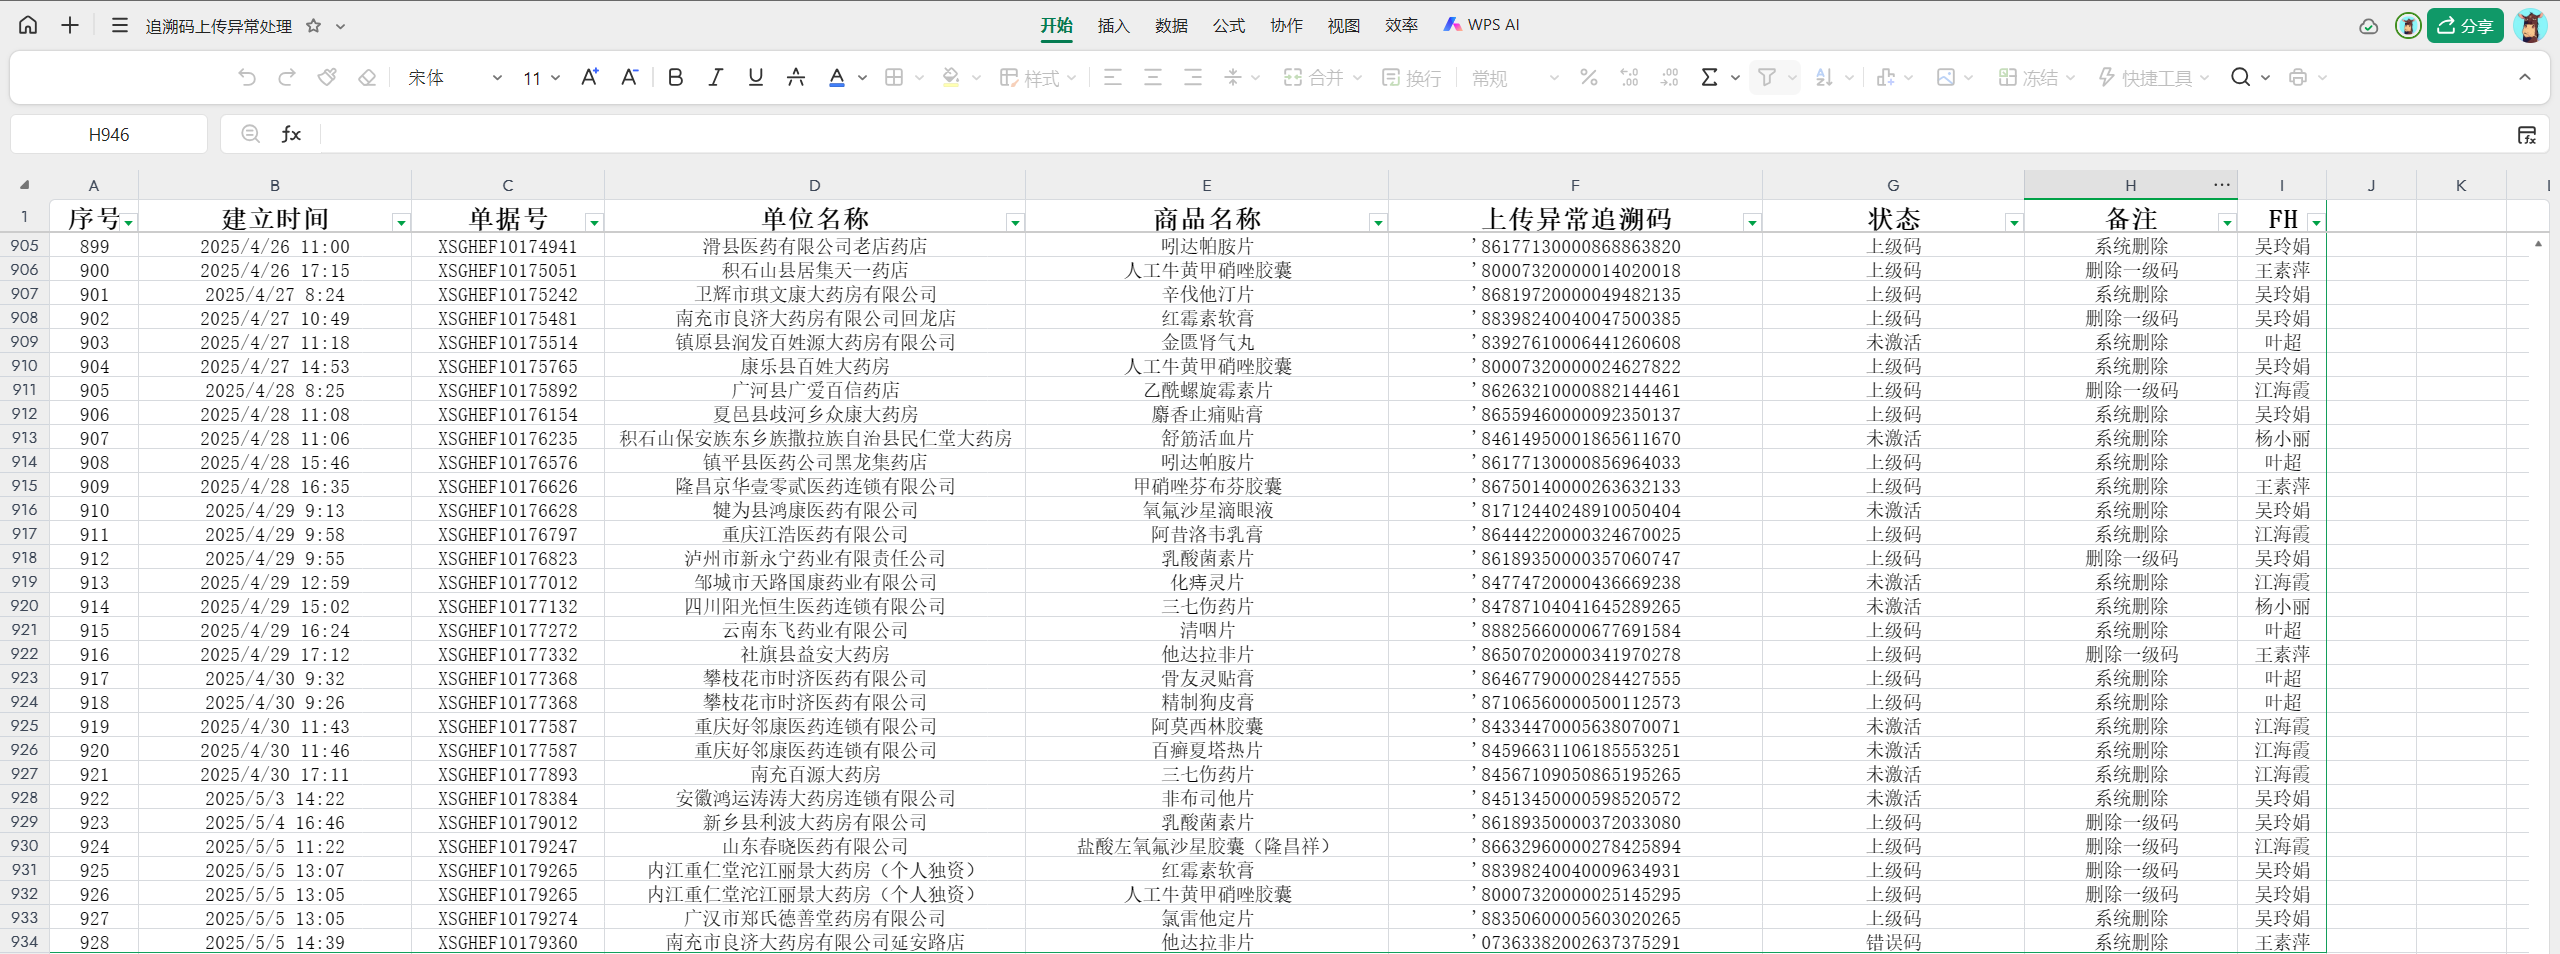 追溯码上传异常处理 开始 插入 数据 公式 协作 视图 效率 WPS AI 分享
宋体 11 A+ A- B I U A A 样式 合并 换行 常规 % 冻结 快捷工具
H946 fx
A B C D E F G H ... I J K
1 序号 建立时间 单据号 单位名称 商品名称 上传异常追溯码 状态 备注 FH
905 899 2025/4/26 11:00 XSGHEF10174941 滑县医药有限公司老店药店 吲达帕胺片 '86177130000868863820 上级码 系统删除 吴玲娟
906 900 2025/4/26 17:15 XSGHEF10175051 积石山县居集天一药店 人工牛黄甲硝唑胶囊 '80007320000014020018 上级码 删除一级码 王素萍
907 901 2025/4/27 8:24 XSGHEF10175242 卫辉市琪文康大药房有限公司 辛伐他汀片 '86819720000049482135 上级码 系统删除 吴玲娟
908 902 2025/4/27 10:49 XSGHEF10175481 南充市良济大药房有限公司回龙店 红霉素软膏 '88398240040047500385 上级码 删除一级码 吴玲娟
909 903 2025/4/27 11:18 XSGHEF10175514 镇原县润发百姓源大药房有限公司 金匮肾气丸 '83927610006441260608 未激活 系统删除 叶超
910 904 2025/4/27 14:53 XSGHEF10175765 康乐县百姓大药房 人工牛黄甲硝唑胶囊 '80007320000024627822 上级码 系统删除 吴玲娟
911 905 2025/4/28 8:25 XSGHEF10175892 广河县广爱百信药店 乙酰螺旋霉素片 '86263210000882144461 上级码 删除一级码 江海霞
912 906 2025/4/28 11:08 XSGHEF10176154 夏邑县歧河乡众康大药房 麝香止痛贴膏 '86559460000092350137 上级码 系统删除 吴玲娟
913 907 2025/4/28 11:06 XSGHEF10176235 积石山保安族东乡族撒拉族自治县民仁堂大药房 舒筋活血片 '84614950001865611670 未激活 系统删除 杨小丽
914 908 2025/4/28 15:46 XSGHEF10176576 镇平县医药公司黑龙集药店 吲达帕胺片 '86177130000856964033 上级码 系统删除 叶超
915 909 2025/4/28 16:35 XSGHEF10176626 隆昌京华壹零贰医药连锁有限公司 甲硝唑芬布芬胶囊 '86750140000263632133 上级码 系统删除 王素萍
916 910 2025/4/29 9:13 XSGHEF10176628 犍为县鸿康医药有限公司 氧氟沙星滴眼液 '81712440248910050404 未激活 系统删除 吴玲娟
917 911 2025/4/29 9:58 XSGHEF10176797 重庆江浩医药有限公司 阿昔洛韦乳膏 '86444220000324670025 上级码 系统删除 江海霞
918 912 2025/4/29 9:55 XSGHEF10176823 泸州市新永宁药业有限责任公司 乳酸菌素片 '86189350000357060747 上级码 删除一级码 吴玲娟
919 913 2025/4/29 12:59 XSGHEF10177012 邹城市天路国康药业有限公司 化痔灵片 '84774720000436669238 未激活 系统删除 江海霞
920 914 2025/4/29 15:02 XSGHEF10177132 四川阳光恒生医药连锁有限公司 三七伤药片 '84787104041645289265 未激活 系统删除 杨小丽
921 915 2025/4/29 16:24 XSGHEF10177272 云南东飞药业有限公司 清咽片 '88825660000677691584 上级码 系统删除 叶超
922 916 2025/4/29 17:12 XSGHEF10177332 社旗县益安大药房 他达拉非片 '86507020000341970278 上级码 删除一级码 王素萍
923 917 2025/4/30 9:32 XSGHEF10177368 攀枝花市时济医药有限公司 骨友灵贴膏 '86467790000284427555 上级码 系统删除 叶超
924 918 2025/4/30 9:26 XSGHEF10177368 攀枝花市时济医药有限公司 精制狗皮膏 '87106560000500112573 上级码 系统删除 叶超
925 919 2025/4/30 11:43 XSGHEF10177587 重庆好邻康医药连锁有限公司 阿莫西林胶囊 '84334470005638070071 未激活 系统删除 江海霞
926 920 2025/4/30 11:46 XSGHEF10177587 重庆好邻康医药连锁有限公司 百癣夏塔热片 '84596631106185553251 未激活 系统删除 江海霞
927 921 2025/4/30 17:11 XSGHEF10177893 南充百源大药房 三七伤药片 '84567109050865195265 未激活 系统删除 江海霞
928 922 2025/5/3 14:22 XSGHEF10178384 安徽鸿运涛涛大药房连锁有限公司 非布司他片 '84513450000598520572 未激活 系统删除 吴玲娟
929 923 2025/5/4 16:46 XSGHEF10179012 新乡县利波大药房有限公司 乳酸菌素片 '86189350000372033080 上级码 删除一级码 吴玲娟
930 924 2025/5/5 11:22 XSGHEF10179247 山东春晓医药有限公司 盐酸左氧氟沙星胶囊（隆昌祥） '86632960000278425894 上级码 删除一级码 江海霞
931 925 2025/5/5 13:07 XSGHEF10179265 内江重仁堂沱江丽景大药房（个人独资） 红霉素软膏 '88398240040009634931 上级码 删除一级码 吴玲娟
932 926 2025/5/5 13:05 XSGHEF10179265 内江重仁堂沱江丽景大药房（个人独资） 人工牛黄甲硝唑胶囊 '80007320000025145295 上级码 删除一级码 吴玲娟
933 927 2025/5/5 13:05 XSGHEF10179274 广汉市郑氏德善堂药房有限公司 氯雷他定片 '88350600005603020265 上级码 系统删除 吴玲娟
934 928 2025/5/5 14:39 XSGHEF10179360 南充市良济大药房有限公司延安路店 他达拉非片 '07363382002637375291 错误码 系统删除 王素萍